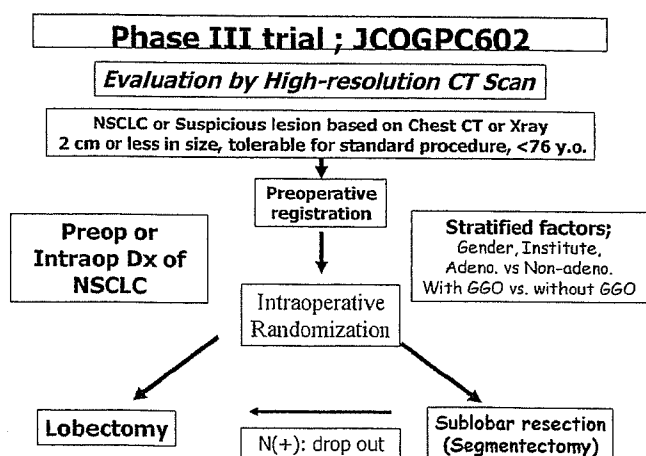 Phase III trial ; JCOGPC602
Evaluation by High-resolution CT Scan
NSCLC or Suspicious lesion based on Chest CT or Xray
2 cm or less in size, tolerable for standard procedure, <76 y.o.
Preoperative
registration
Preop or
Intraop Dx of
NSCLC
Stratified factors;
Gender, Institute,
Adeno. vs Non-adeno.
With GGO vs. without GGO
Intraoperative
Randomization
Lobectomy
N(+): drop out
Sublobar resection
(Segmentectomy)